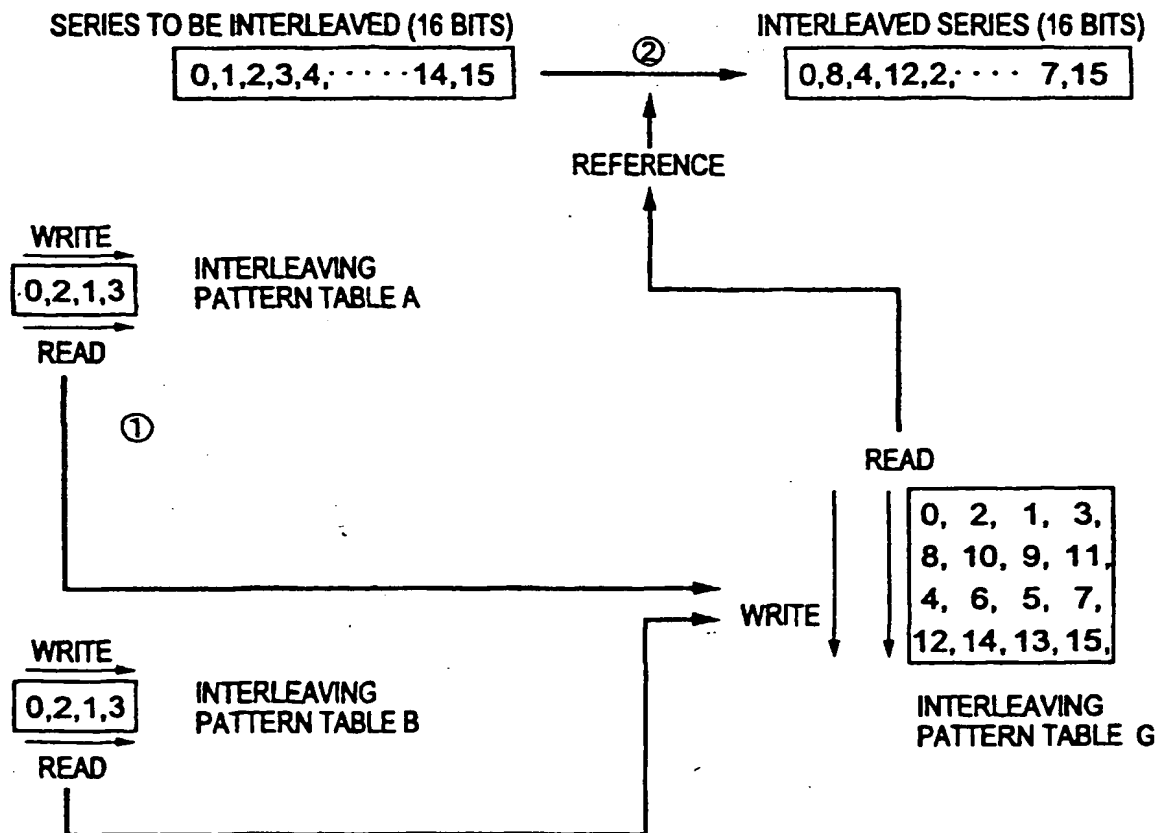 SERIES TO BE INTERLEAVED (16 BITS)
0,1,2,3,4,·····14,15
②
INTERLEAVED SERIES (16 BITS)
0,8,4,12,2,···· 7,15
REFERENCE
WRITE
0,2,1,3
READ
INTERLEAVING
PATTERN TABLE A
①
READ
WRITE
0, 2, 1, 3,
8, 10, 9, 11,
4, 6, 5, 7,
12, 14, 13, 15,
INTERLEAVING
PATTERN TABLE G
WRITE
0,2,1,3
READ
INTERLEAVING
PATTERN TABLE B